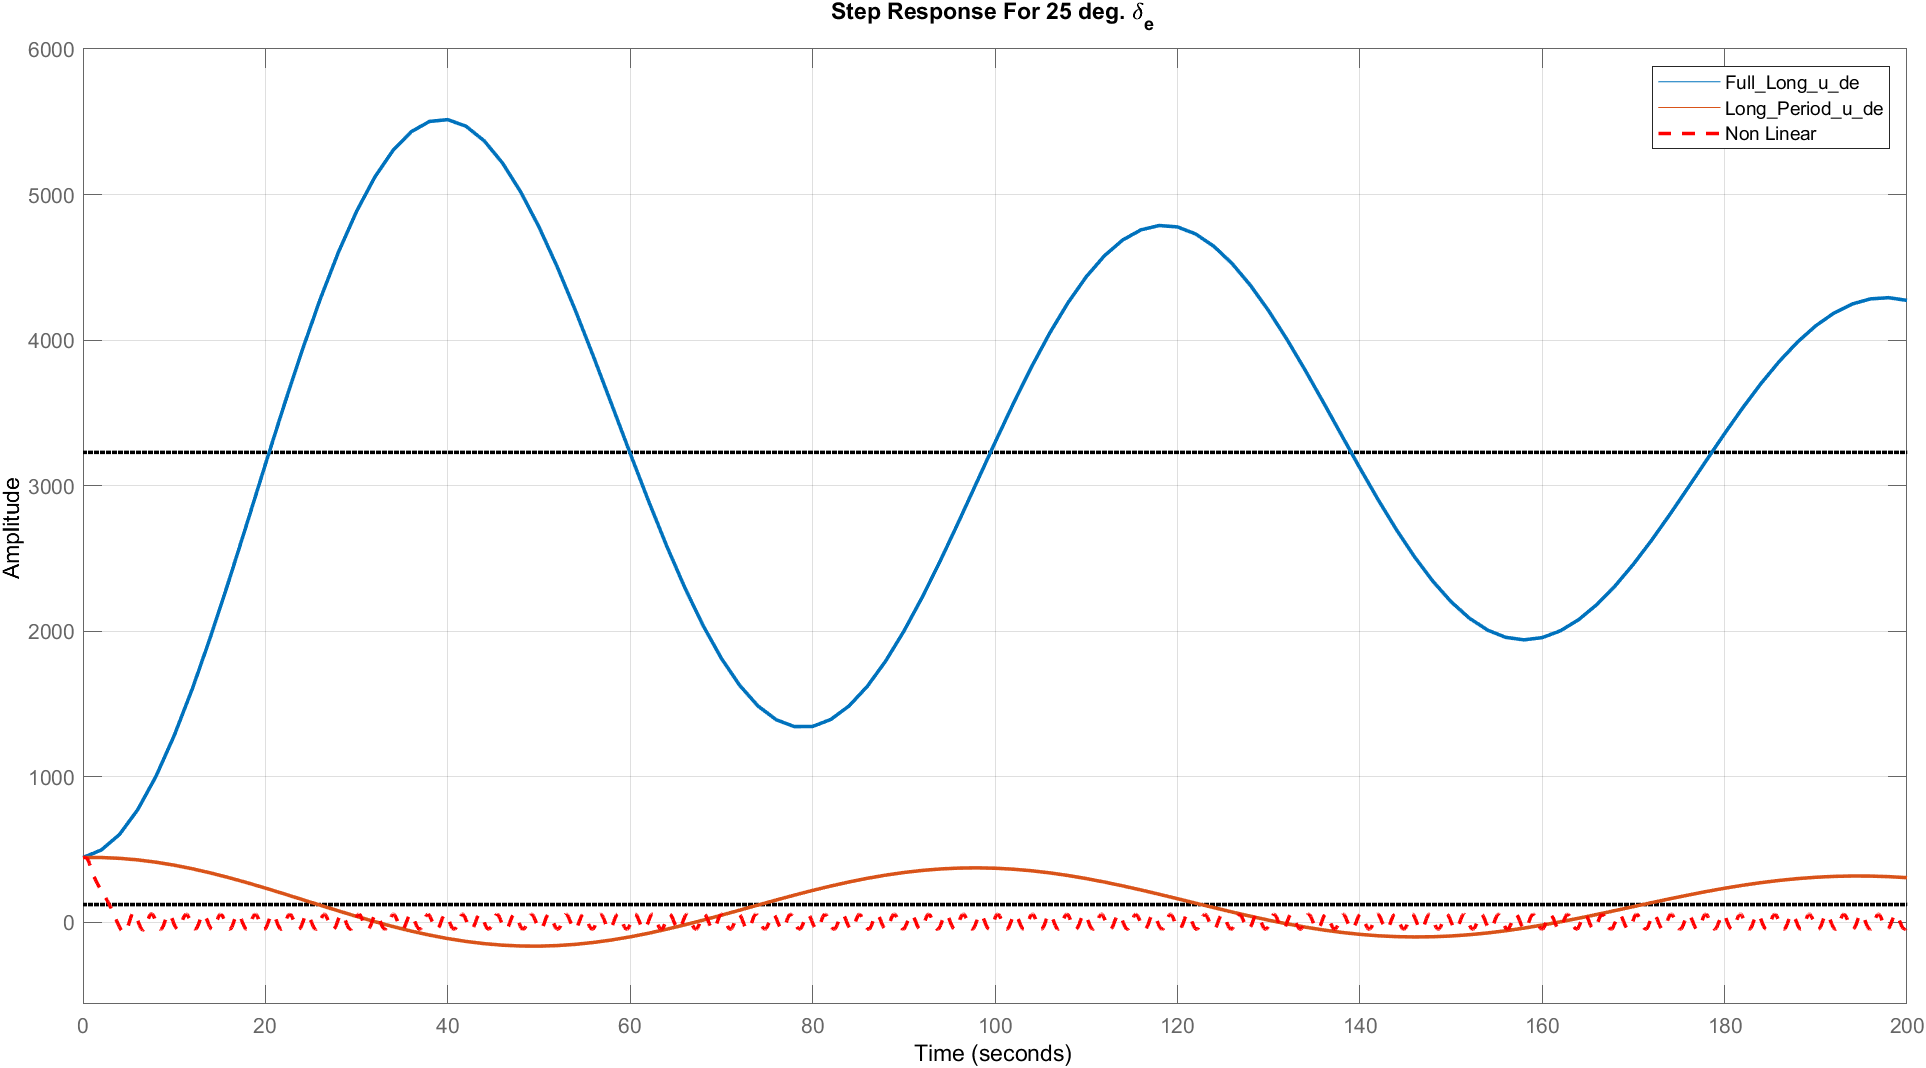 Step Response For 25 deg. δe
6000
5000
4000
3000
2000
1000
0
Amplitude
Full_Long_u_de
Long_Period_u_de
Non Linear
0 20 40 60 80 100 120 140 160 180 200
Time (seconds)